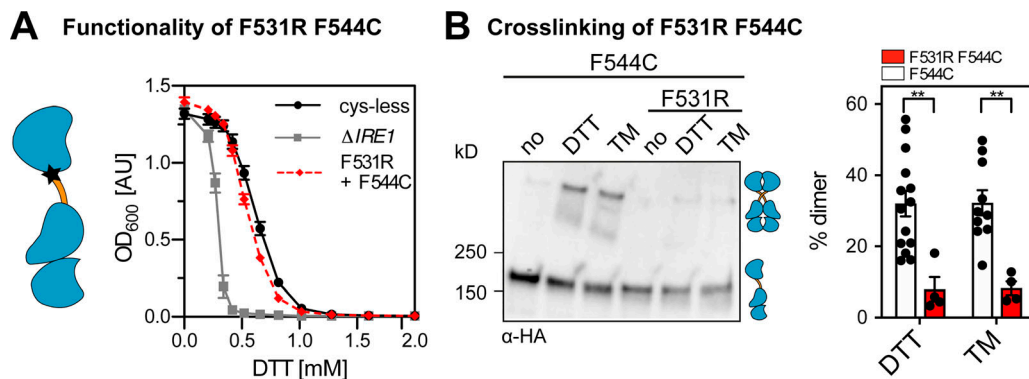 A Functionality of F531R F544C
1.5
1.0
0.5
0.0
OD600 [AU]
0.0 0.5 1.0 1.5 2.0
DTT [mM]
cys-less
ΔIRE1
F531R
+ F544C
B Crosslinking of F531R F544C
F544C
F531R
no DTT TM no DTT TM
kD
250
150
α-HA
F531R F544C
F544C
60
40
20
0
% dimer
** **
DTT TM